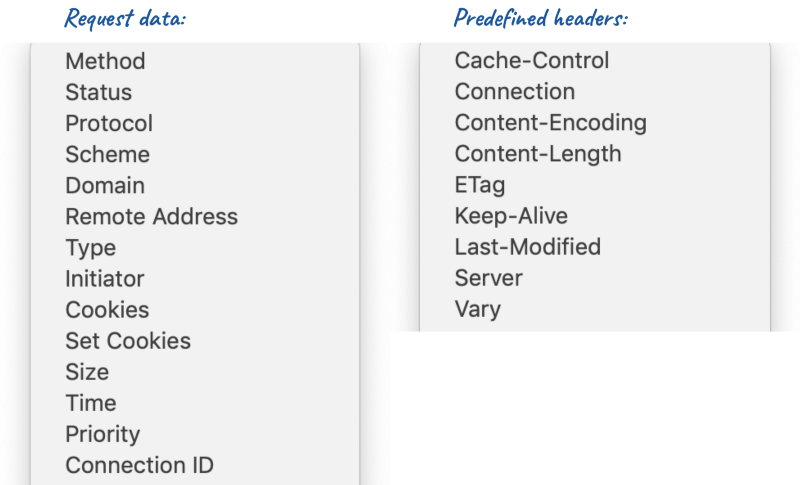 Request data:
Method
Status
Protocol
Scheme
Domain
Remote Address
Type
Initiator
Cookies
Set Cookies
Size
Time
Priority
Connection ID
Predefined headers:
Cache-Control
Connection
Content-Encoding
Content-Length
ETag
Keep-Alive
Last-Modified
Server
Vary